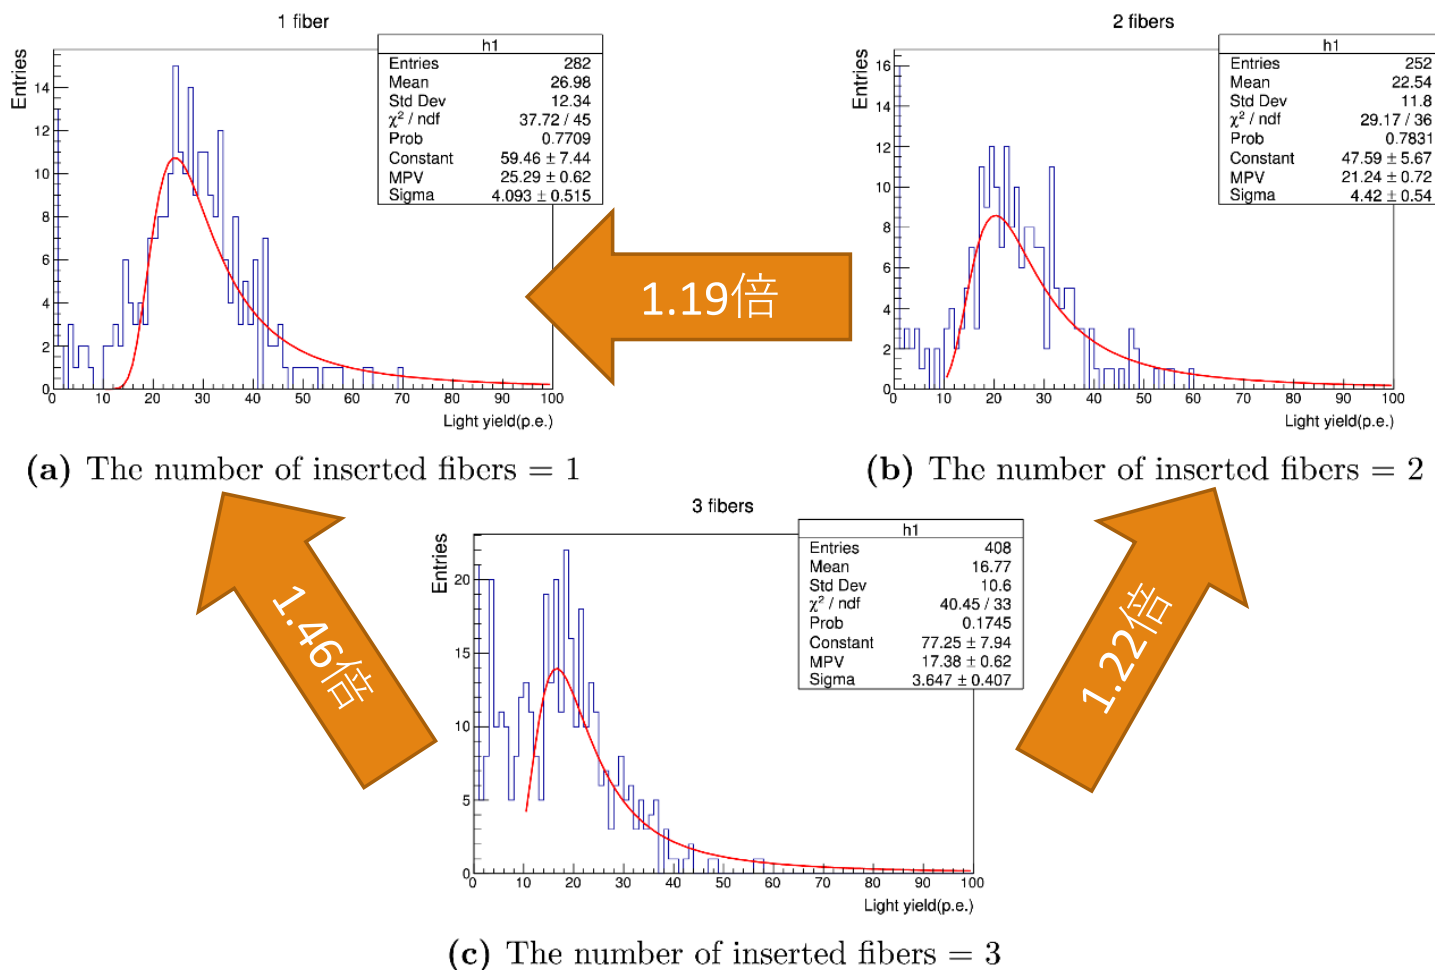 1 fiber
Entries
h1
Entries 282
Mean 26.98
Std Dev 12.34
χ² / ndf 37.72 / 45
Prob 0.7709
Constant 59.46 ± 7.44
MPV 25.29 ± 0.62
Sigma 4.093 ± 0.515
14
12
10
8
6
4
2
0
0 10 20 30 40 50 60 70 80 90 100
Light yield(p.e.)
(a) The number of inserted fibers = 1
1.19倍
2 fibers
Entries
h1
Entries 252
Mean 22.54
Std Dev 11.8
χ² / ndf 29.17 / 36
Prob 0.7831
Constant 47.59 ± 5.67
MPV 21.24 ± 0.72
Sigma 4.42 ± 0.54
16
14
12
10
8
6
4
2
0
0 10 20 30 40 50 60 70 80 90 100
Light yield(p.e.)
(b) The number of inserted fibers = 2
1.46倍
3 fibers
Entries
h1
Entries 408
Mean 16.77
Std Dev 10.6
χ² / ndf 40.45 / 33
Prob 0.1745
Constant 77.25 ± 7.94
MPV 17.38 ± 0.62
Sigma 3.647 ± 0.407
20
15
10
5
0
0 10 20 30 40 50 60 70 80 90 100
Light yield(p.e.)
1.22倍
(c) The number of inserted fibers = 3